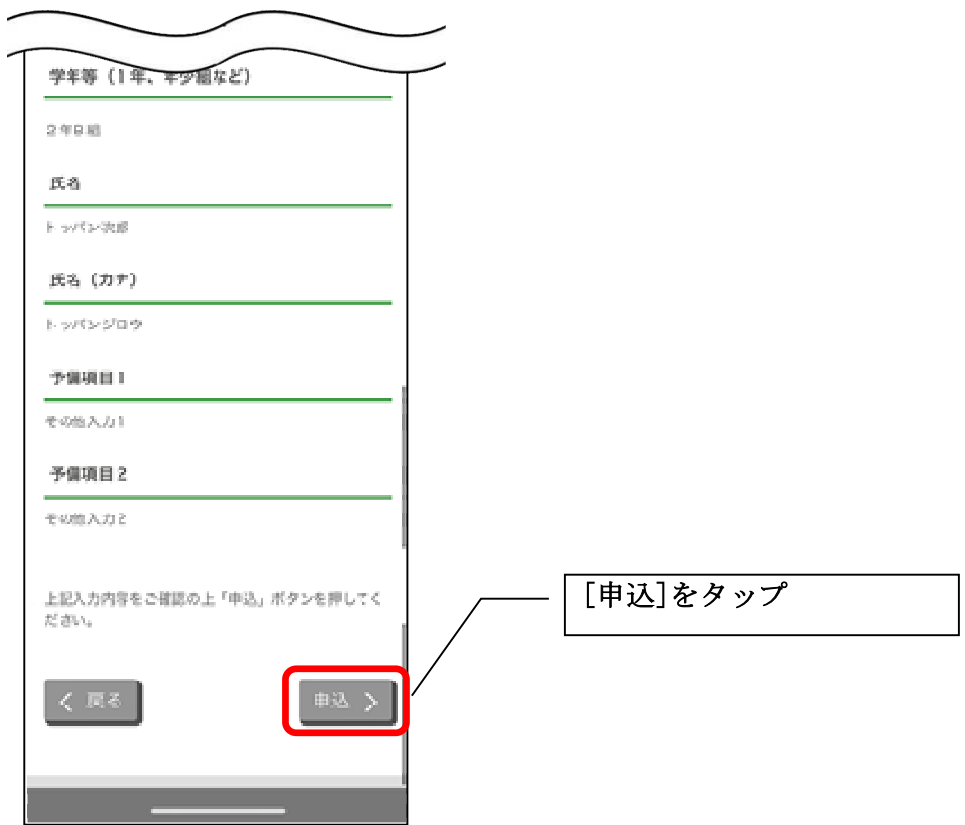 学年等（1年、年少組など）
2年B組
氏名
トッパン次郎
氏名（カナ）
トッパンジロウ
予備項目1
その他入力1
予備項目2
その他入力2
上記入力内容をご確認の上「申込」ボタンを押してく
ださい。
戻る
申込
[申込]をタップ